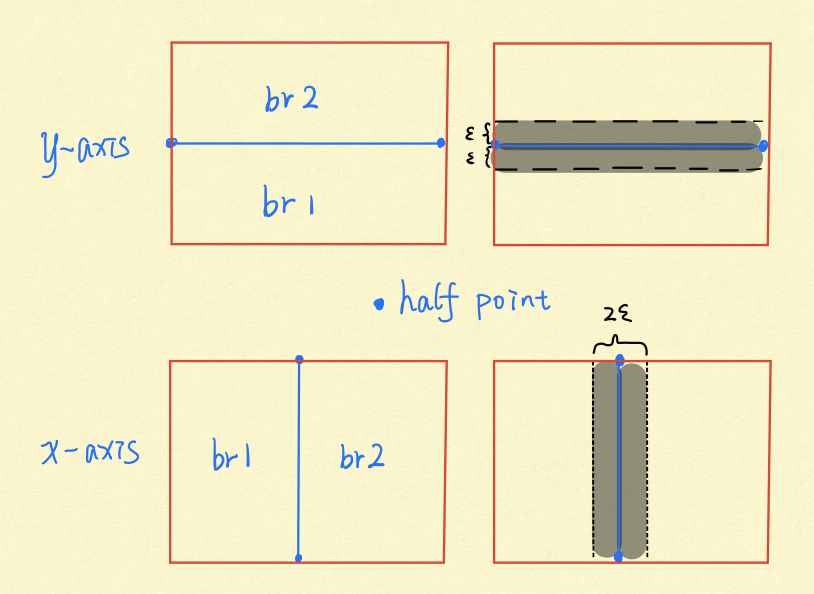 y-axis
br 2
br 1
ε
ε
• half point
2ε
x-axis
br1
br2